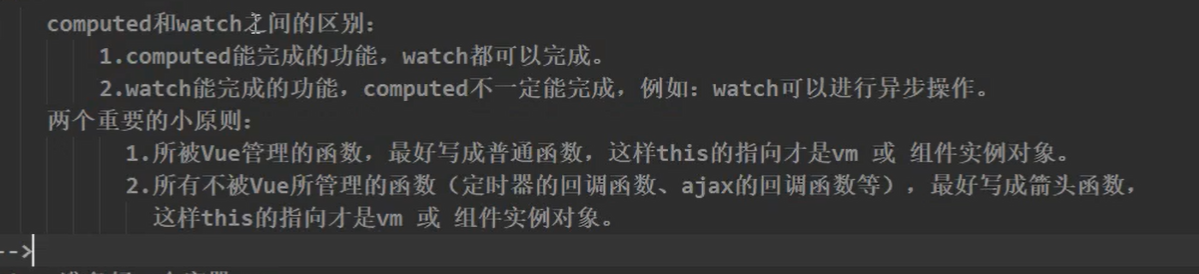 computed和watch之间的区别:
1.computed能完成的功能,watch都可以完成。
2.watch能完成的功能,computed不一定能完成,例如:watch可以进行异步操作。
两个重要的小原则:
1.所被Vue管理的函数,最好写成普通函数,这样this的指向才是vm 或 组件实例对象。
2.所有不被Vue所管理的函数(定时器的回调函数、ajax的回调函数等),最好写成箭头函数,
这样this的指向才是vm 或 组件实例对象。
-->